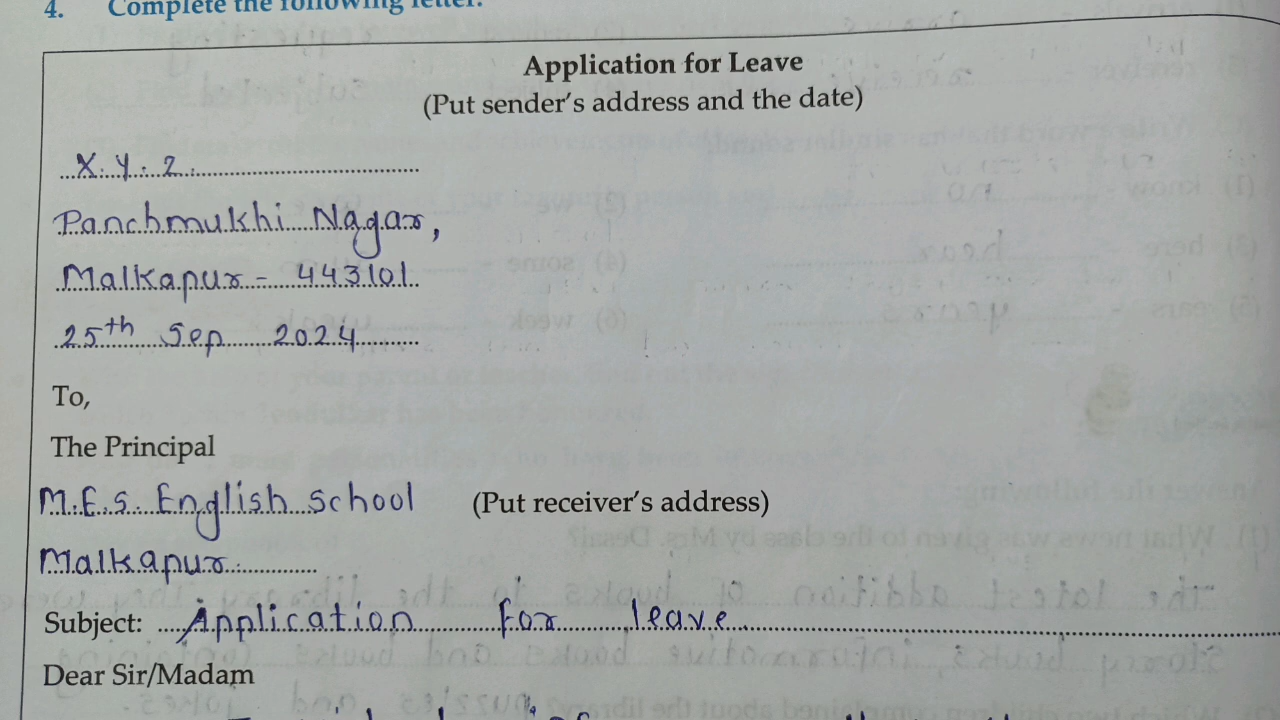 4. Complete the following letter.
Application for Leave
(Put sender's address and the date)
X. Y. Z.
Panchmukhi Nagar,
Malkapur - 443101.
25th Sep 2024
To,
The Principal
M.E.S. English School (Put receiver's address)
Malkapur.
Subject: Application for leave.
Dear Sir/Madam